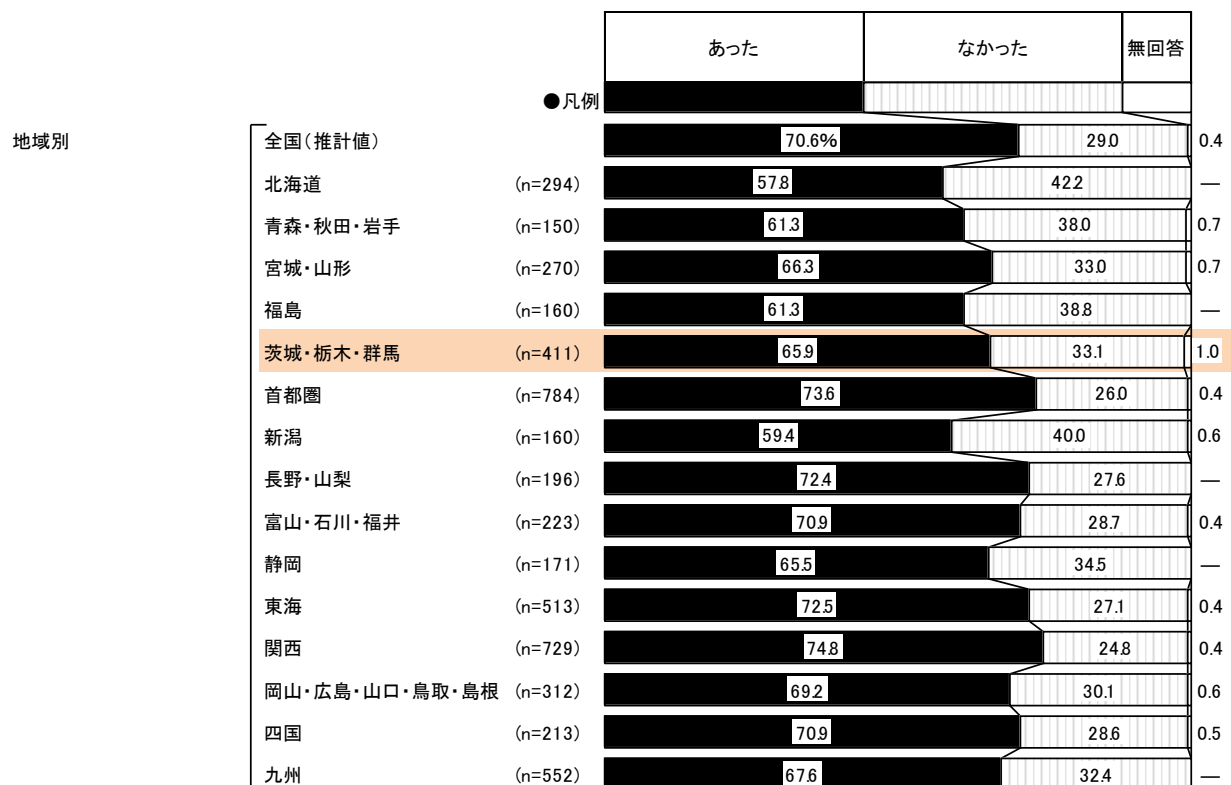 あった なかった 無回答
●凡例
地域別 全国(推計値) 70.6% 29.0 0.4
北海道 (n=294) 57.8 42.2 ―
青森・秋田・岩手 (n=150) 61.3 38.0 0.7
宮城・山形 (n=270) 66.3 33.0 0.7
福島 (n=160) 61.3 38.8 ―
茨城・栃木・群馬 (n=411) 65.9 33.1 1.0
首都圏 (n=784) 73.6 26.0 0.4
新潟 (n=160) 59.4 40.0 0.6
長野・山梨 (n=196) 72.4 27.6 ―
富山・石川・福井 (n=223) 70.9 28.7 0.4
静岡 (n=171) 65.5 34.5 ―
東海 (n=513) 72.5 27.1 0.4
関西 (n=729) 74.8 24.8 0.4
岡山・広島・山口・鳥取・島根 (n=312) 69.2 30.1 0.6
四国 (n=213) 70.9 28.6 0.5
九州 (n=552) 67.6 32.4 ―